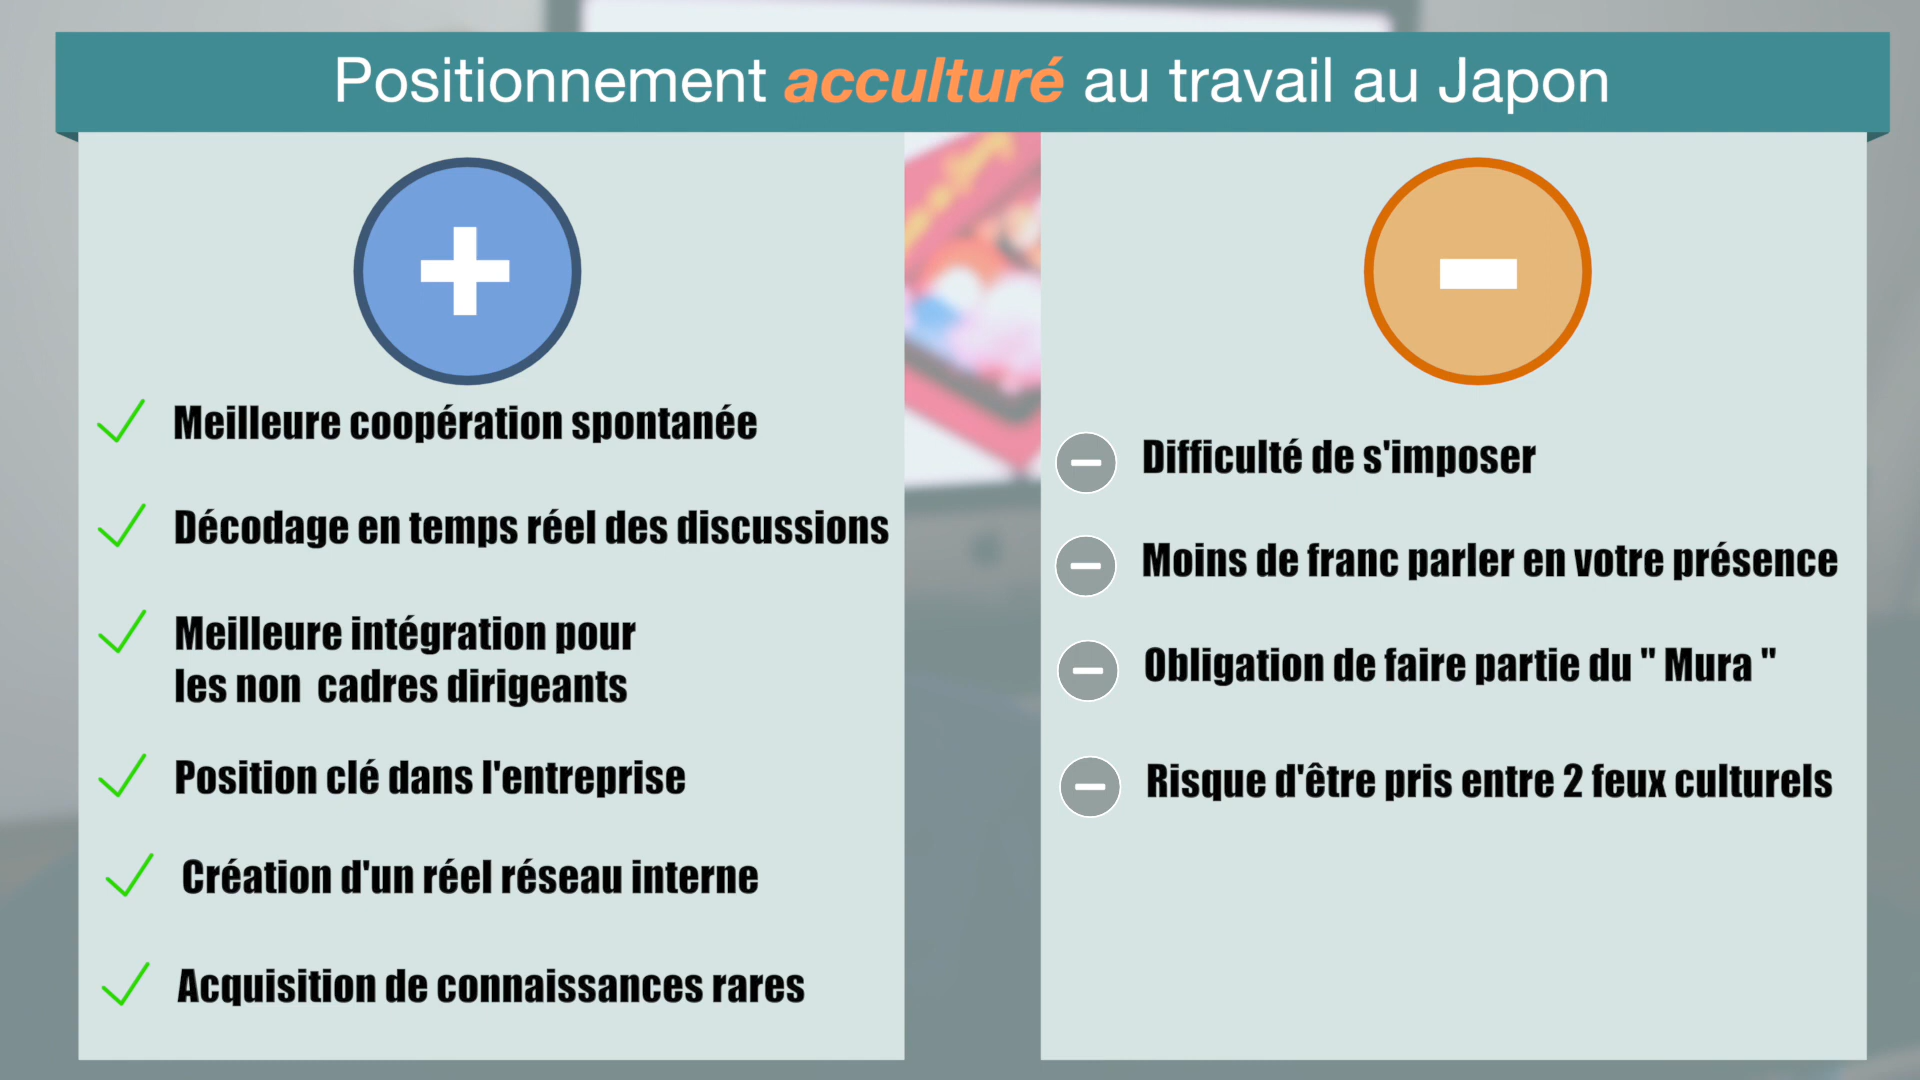 Positionnement acculturé au travail au Japon
Meilleure coopération spontanée
Décodage en temps réel des discussions
Meilleure intégration pour
les non cadres dirigeants
Position clé dans l'entreprise
Création d'un réel réseau interne
Acquisition de connaissances rares
Difficulté de s'imposer
Moins de franc parler en votre présence
Obligation de faire partie du " Mura "
Risque d'être pris entre 2 feux culturels